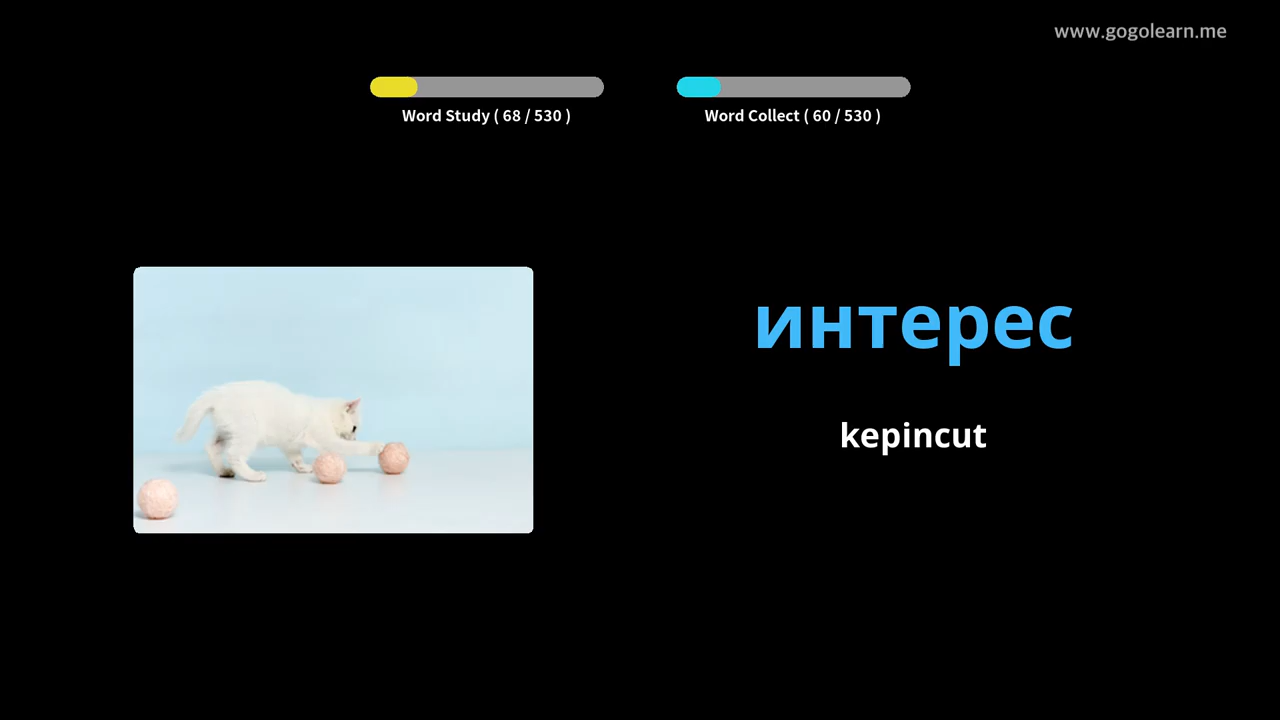 www.gogolearn.me
Word Study ( 68 / 530 )
Word Collect ( 60 / 530 )
интерес
kepincut